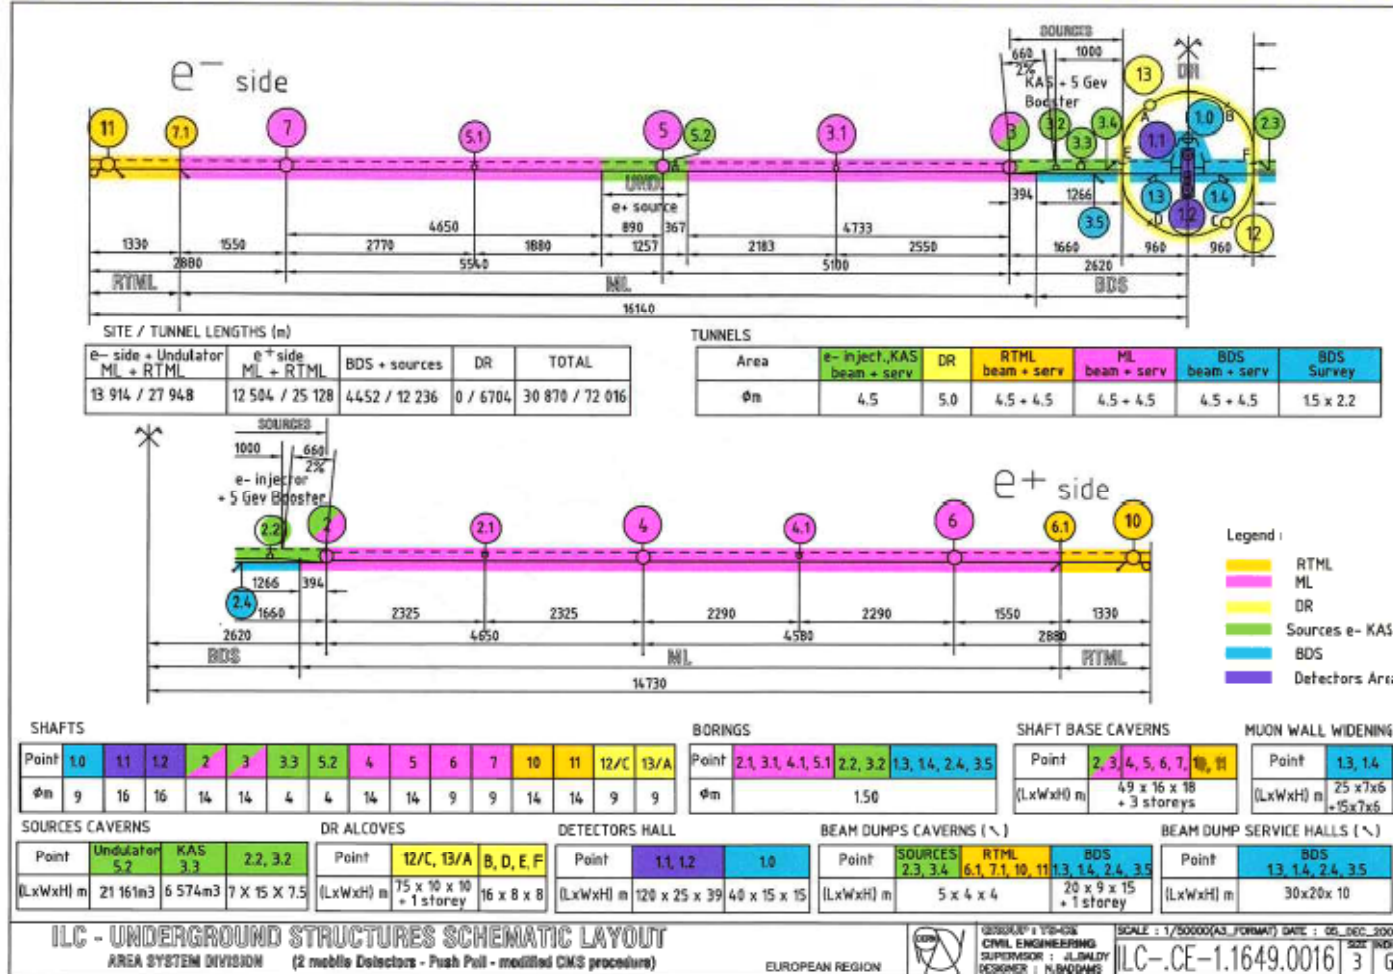 SOURCES
660
1000
2%
KAS + 5 Gev
Booster
DR
e- side
11
7.1
7
5.1
5
5.2
3.1
3
3.2
3.3
3.4
13
A
1.0
B
2.3
1.1
E
F
1.3
1.4
D
1.2
C
12
3.5
UND.
e+ source
394
1266
4650
890
367
4733
1330
1550
2770
1880
1257
2183
2550
1660
960
960
2880
5540
5100
2620
RTML
ML
BDS
16140
SITE / TUNNEL LENGTHS (m)
e- side + Undulator ML + RTML
e+ side ML + RTML
BDS + sources
DR
TOTAL
13 914 / 27 948
12 504 / 25 128
4452 / 12 236
0 / 6704
30 870 / 72 016
TUNNELS
Area
e- inject.,KAS beam + serv
DR
RTML beam + serv
ML beam + serv
BDS beam + serv
BDS Survey
Øm
4.5
5.0
4.5 + 4.5
4.5 + 4.5
4.5 + 4.5
1.5 x 2.2
SOURCES
1000
660
2%
e- injector
+ 5 Gev Booster
e+ side
2.2
2
2.1
4
4.1
6
6.1
10
2.4
1266
394
1660
2325
2325
2290
2290
1550
1330
2620
4650
4580
2880
BDS
ML
RTML
14730
Legend :
RTML
ML
DR
Sources e- KAS
BDS
Detectors Area
SHAFTS
Point 1.0 1.1 1.2 2 3 3.3 5.2 4 5 6 7 10 11 12/C 13/A
Øm 9 16 16 14 14 4 4 14 14 9 9 14 14 9 9
BORINGS
Point 2.1, 3.1, 4.1, 5.1 2.2, 3.2 1.3, 1.4, 2.4, 3.5
Øm 1.50
SHAFT BASE CAVERNS
Point 2, 3, 4, 5, 6, 7, 10, 11
(LxWxH) m 49 x 16 x 18
+ 3 storeys
MUON WALL WIDENING
Point 1.3, 1.4
(LxWxH) m 25 x7x6
+15x7x6
SOURCES CAVERNS
Point Undulator 5.2 KAS 3.3 2.2, 3.2
(LxWxH) m 21 161m3 6 574m3 7 X 15 X 7.5
DR ALCOVES
Point 12/C, 13/A B, D, E, F
(LxWxH) m 75 x 10 x 10 + 1 storey 16 x 8 x 8
DETECTORS HALL
Point 1.1, 1.2 1.0
(LxWxH) m 120 x 25 x 39 40 x 15 x 15
BEAM DUMPS CAVERNS (↘)
Point SOURCES 2.3, 3.4 RTML 6.1, 7.1, 10, 11 BDS 1.3, 1.4, 2.4, 3.5
(LxWxH) m 5 x 4 x 4 20 x 9 x 15 + 1 storey
BEAM DUMP SERVICE HALLS (↘)
Point BDS 1.3, 1.4, 2.4, 3.5
(LxWxH) m 30x20x 10
ILC - UNDERGROUND STRUCTURES SCHEMATIC LAYOUT
AREA SYSTEM DIVISION (2 mobile Detectors - Push Pull - modified CMS procedure)
EUROPEAN REGION
CERN
GROUP : TS-CE
CIVIL ENGINEERING
SUPERVISOR : J.L.BALDY
DESIGNER : N.BADDAMS
SCALE : 1/50000(A3_FORMAT) DATE : 05_DEC_200
ILC-.CE-1.1649.0016
SIZE
3
G